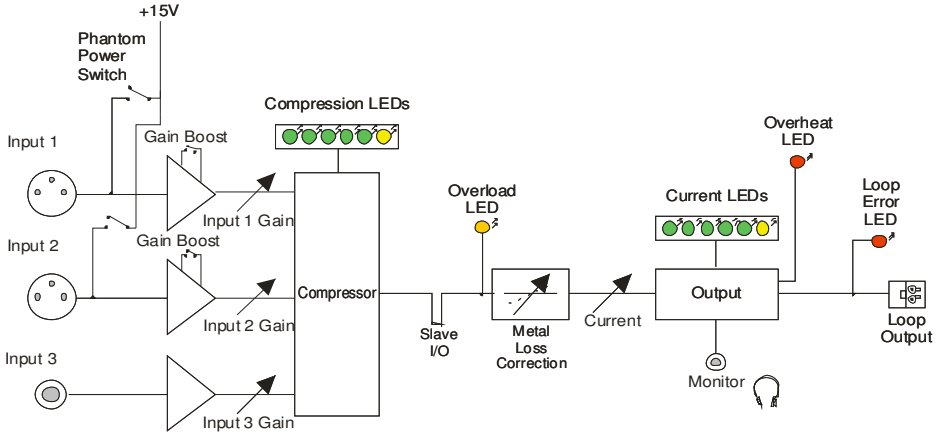 +15V
Phantom
Power
Switch
Compression LEDs
Input 1
Gain Boost
Input 1 Gain
Overload
LED
Overheat
LED
Current LEDs
Loop
Error
LED
Input 2
Gain Boost
Input 2 Gain
Compressor
Slave
I/O
Metal
Loss
Correction
Current
Output
Loop
Output
Monitor
Input 3
Input 3 Gain